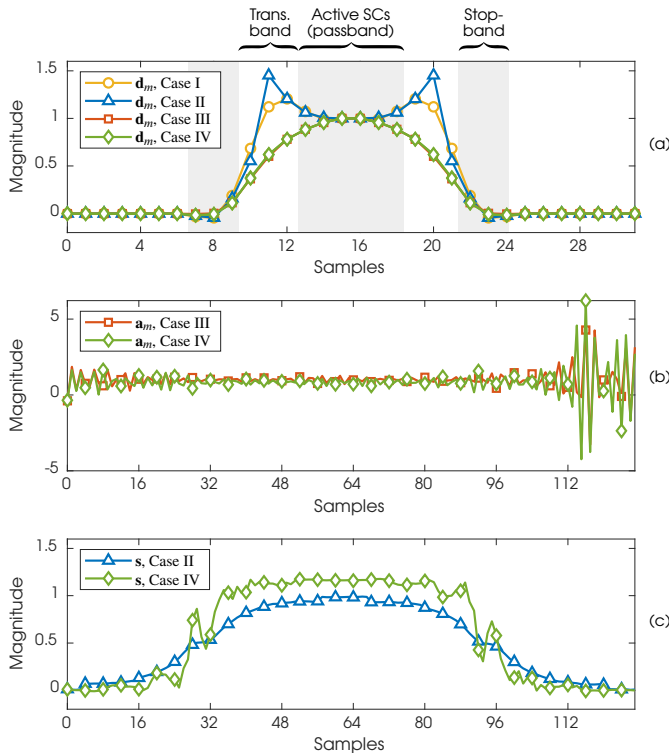 Trans. band
Active SCs (passband)
Stop- band
Magnitude
1.5
1
0.5
0
d_m, Case I
d_m, Case II
d_m, Case III
d_m, Case IV
(a)
0 4 8 12 16 20 24 28
Samples
Magnitude
5
0
-5
a_m, Case III
a_m, Case IV
(b)
0 16 32 48 64 80 96 112
Samples
Magnitude
1.5
1
0.5
0
s, Case II
s, Case IV
(c)
0 16 32 48 64 80 96 112
Samples